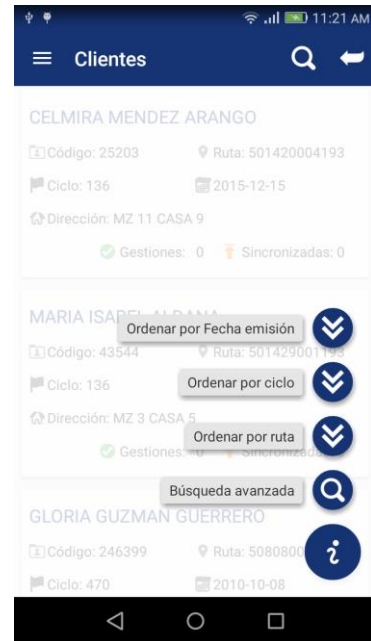 11:21 AM
Clientes
CELMIRA MENDEZ ARANGO
Código: 25203 Ruta: 501420004193
Ciclo: 136 2015-12-15
Dirección: MZ 11 CASA 9
Gestiones: 0 Sincronizadas: 0
MARIA ISABEL ALDANA
Ordenar por Fecha emisión
Código: 43544 Ruta: 501429001193
Ciclo: 136
Ordenar por ciclo
Dirección: MZ 3 CASA 5
Ordenar por ruta
Gestiones: 0
Búsqueda avanzada
GLORIA GUZMAN GUERRERO
Código: 246399 Ruta: 5080800
Ciclo: 470 2010-10-08